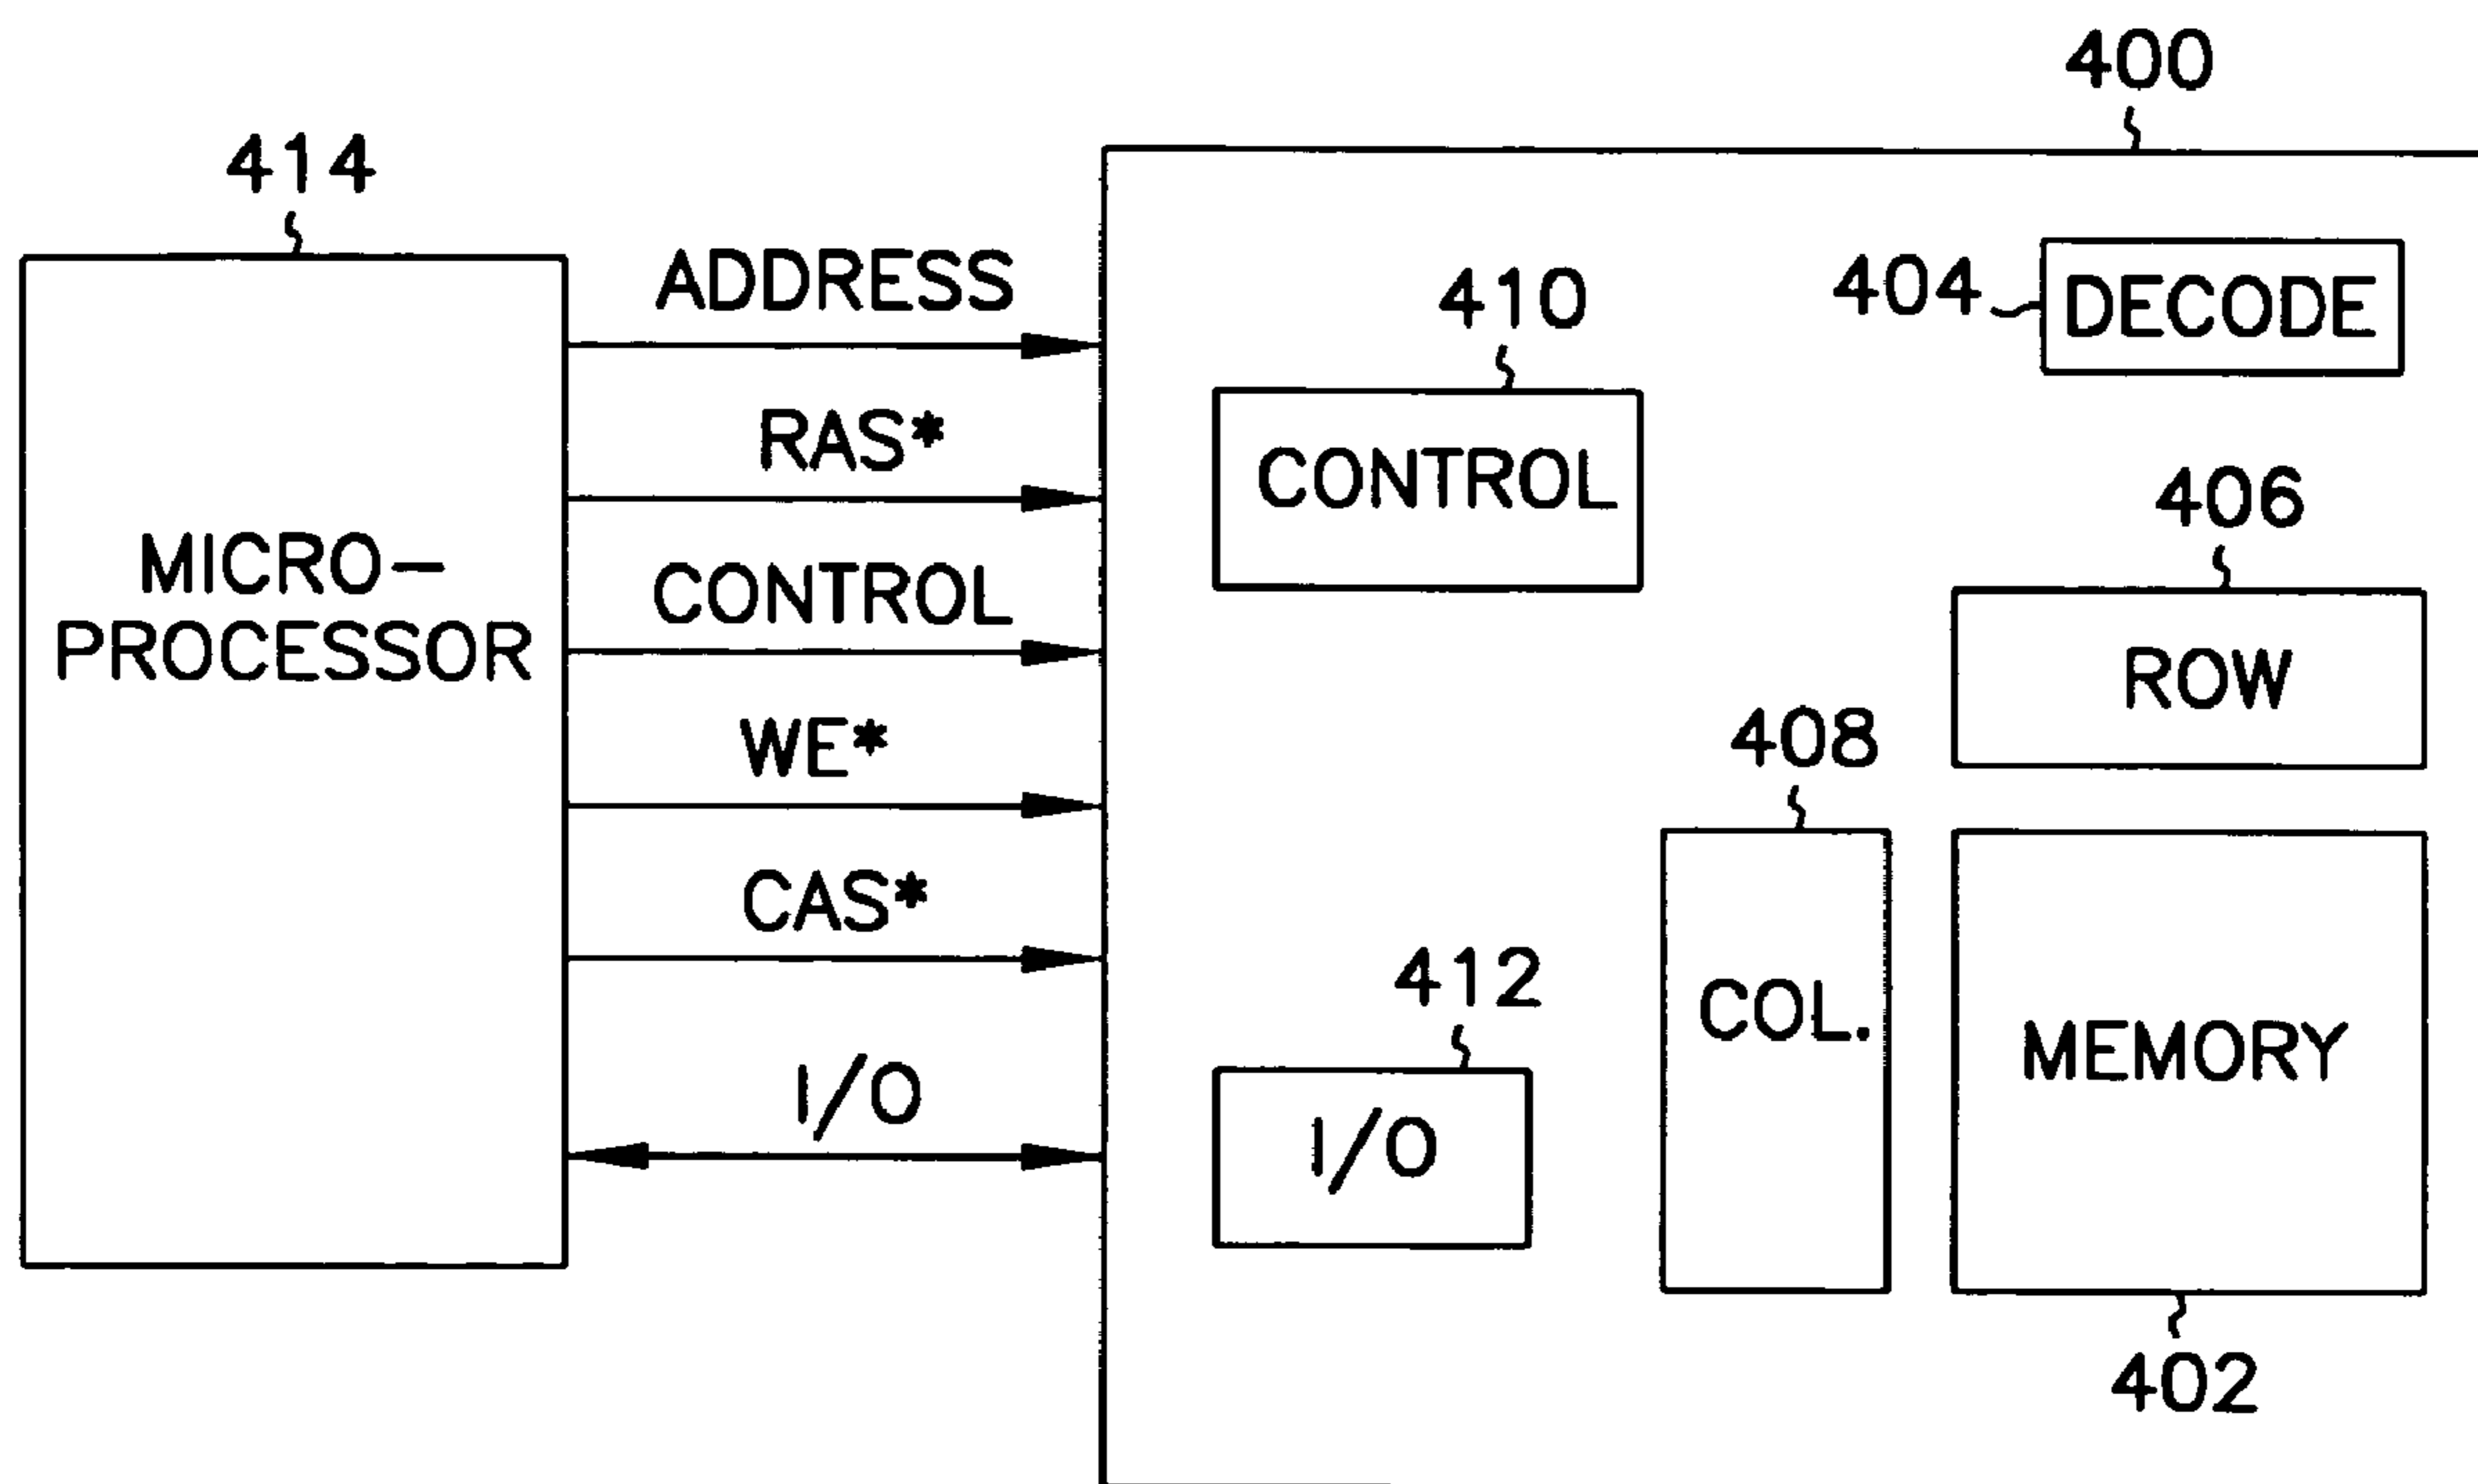 400
414
ADDRESS
404
DECODE
410
RAS*
CONTROL
406
MICRO-
PROCESSOR
CONTROL
ROW
WE*
408
CAS*
412
COL.
MEMORY
I/O
I/O
402